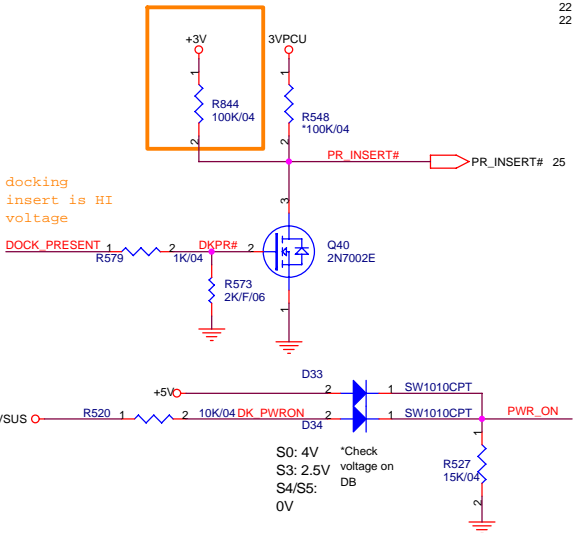 22
22
+3V
3VPCU
1
1
R844
100K/04
R548
*100K/04
2
2
PR_INSERT#
PR_INSERT# 25
docking
insert is HI
voltage
3
DOCK_PRESENT
1
2
DKPR#
2
Q40
2N7002E
R579
1K/04
R573
2K/F/06
1
D33
+5V
2
1
SW1010CPT
/SUS
R520
1
2
10K/04
DK_PWRON
2
1
SW1010CPT
PWR_ON
D34
1
S0: 4V
S3: 2.5V
S4/S5:
0V
*Check
voltage on
DB
R527
15K/04
2